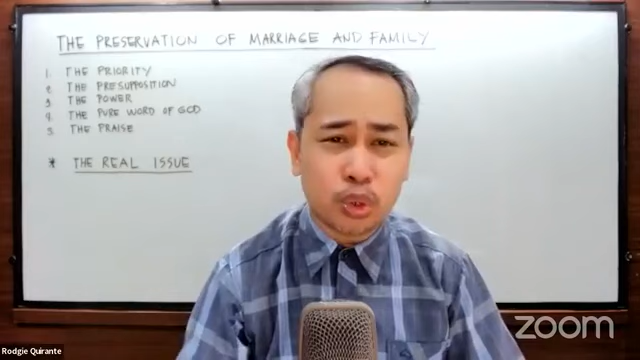 THE PRESERVATION OF MARRIAGE AND FAMILY
1. THE PRIORITY
2. THE PRESUPPOSITION
3. THE POWER
4. THE PURE WORD OF GOD
5. THE PRAISE
* THE REAL ISSUE
zoom
Rodgie Quirante